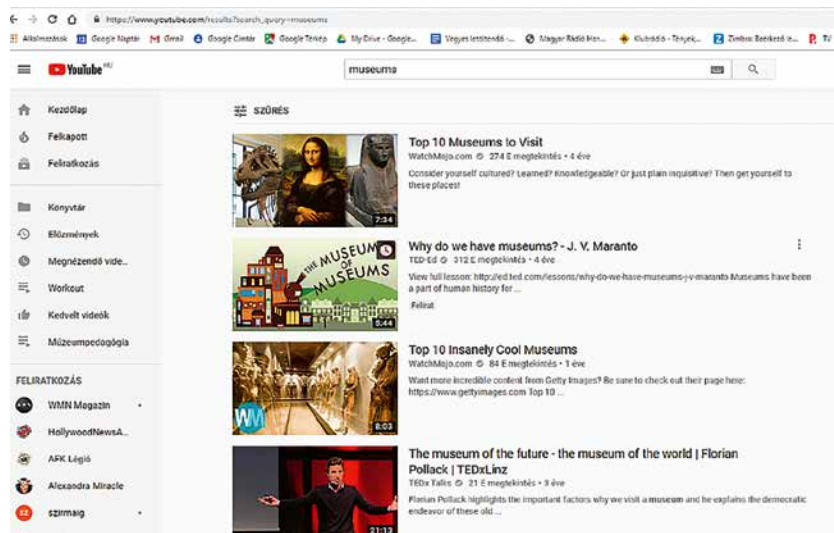 https://www.youtube.com/results?search_query=museums
Alkalmazások Google Naptár Gmail Google Címtár Google Térkép My Drive - Google... Vegyes letöltendő -... Magyar Rádió Han... Klubrádió - Tények,... Zimbra: Beérkező le... TV
YouTube HU
museums
Kezdőlap
Felkapott
Feliratkozás
Könyvtár
Előzmények
Megnézendő vide...
Workout
Kedvelt videók
Múzeumpedagógia
FELIRATKOZÁS
WMN Magazin
HollywoodNewsA...
AFK Légió
Alexandra Miracle
SZ szirmaig
SZŰRÉS
7:34
Top 10 Museums to Visit
WatchMojo.com 274 E megtekintés • 4 éve
Consider yourself cultured? Learned? Knowledgeable? Or just plain inquisitive? Then get yourself to
these places!
THE MUSEUM OF MUSEUMS
5:44
Why do we have museums? - J. V. Maranto
TED-Ed 312 E megtekintés • 4 éve
View full lesson: http://ed.ted.com/lessons/why-do-we-have-museums-j-v-maranto Museums have been
a part of human history for ...
Felirat
WM
8:03
Top 10 Insanely Cool Museums
WatchMojo.com 84 E megtekintés • 1 éve
Want more incredible content from Getty Images? Be sure to check out their page here:
https://www.gettyimages.com Top 10 ...
21:13
The museum of the future - the museum of the world | Florian
Pollack | TEDxLinz
TEDx Talks 21 E megtekintés • 3 éve
Florian Pollack highlights the important factors why we visit a museum and he explains the democratic
endeavor of these old ...